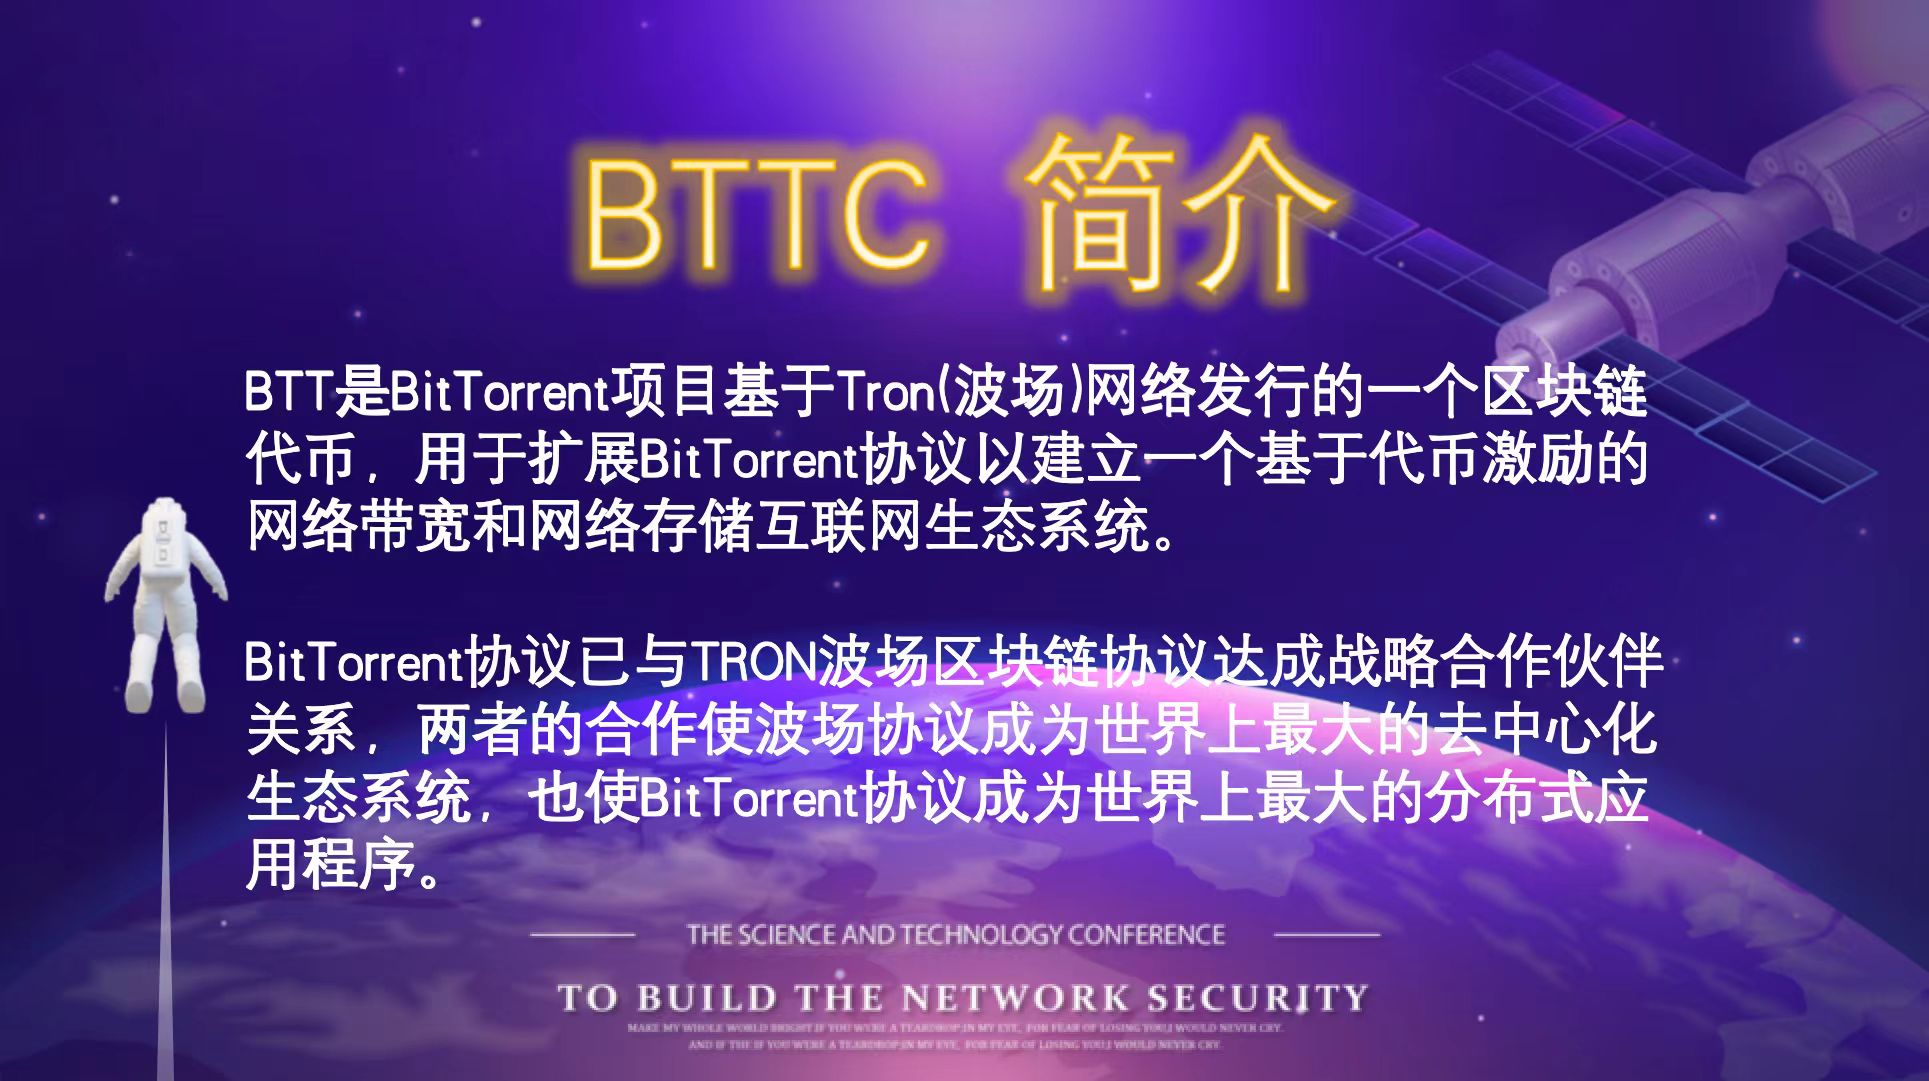 BTTC 简介
BTT是BitTorrent项目基于Tron(波场)网络发行的一个区块链
代币，用于扩展BitTorrent协议以建立一个基于代币激励的
网络带宽和网络存储互联网生态系统。
BitTorrent协议已与TRON波场区块链协议达成战略合作伙伴
关系，两者的合作使波场协议成为世界上最大的去中心化
生态系统，也使BitTorrent协议成为世界上最大的分布式应
用程序。
THE SCIENCE AND TECHNOLOGY CONFERENCE
TO BUILD THE NETWORK SECURITY
MAKE MY WHOLE WORLD BRIGHT IF YOU WERE A TEARDROP;IN MY EYE, FOR FEAR OF LOSING YOU,I WOULD NEVER CRY.
AND IF THE IF YOU WERE A TEARDROP;IN MY EYE, FOR FEAR OF LOSING YOU,I WOULD NEVER CRY.